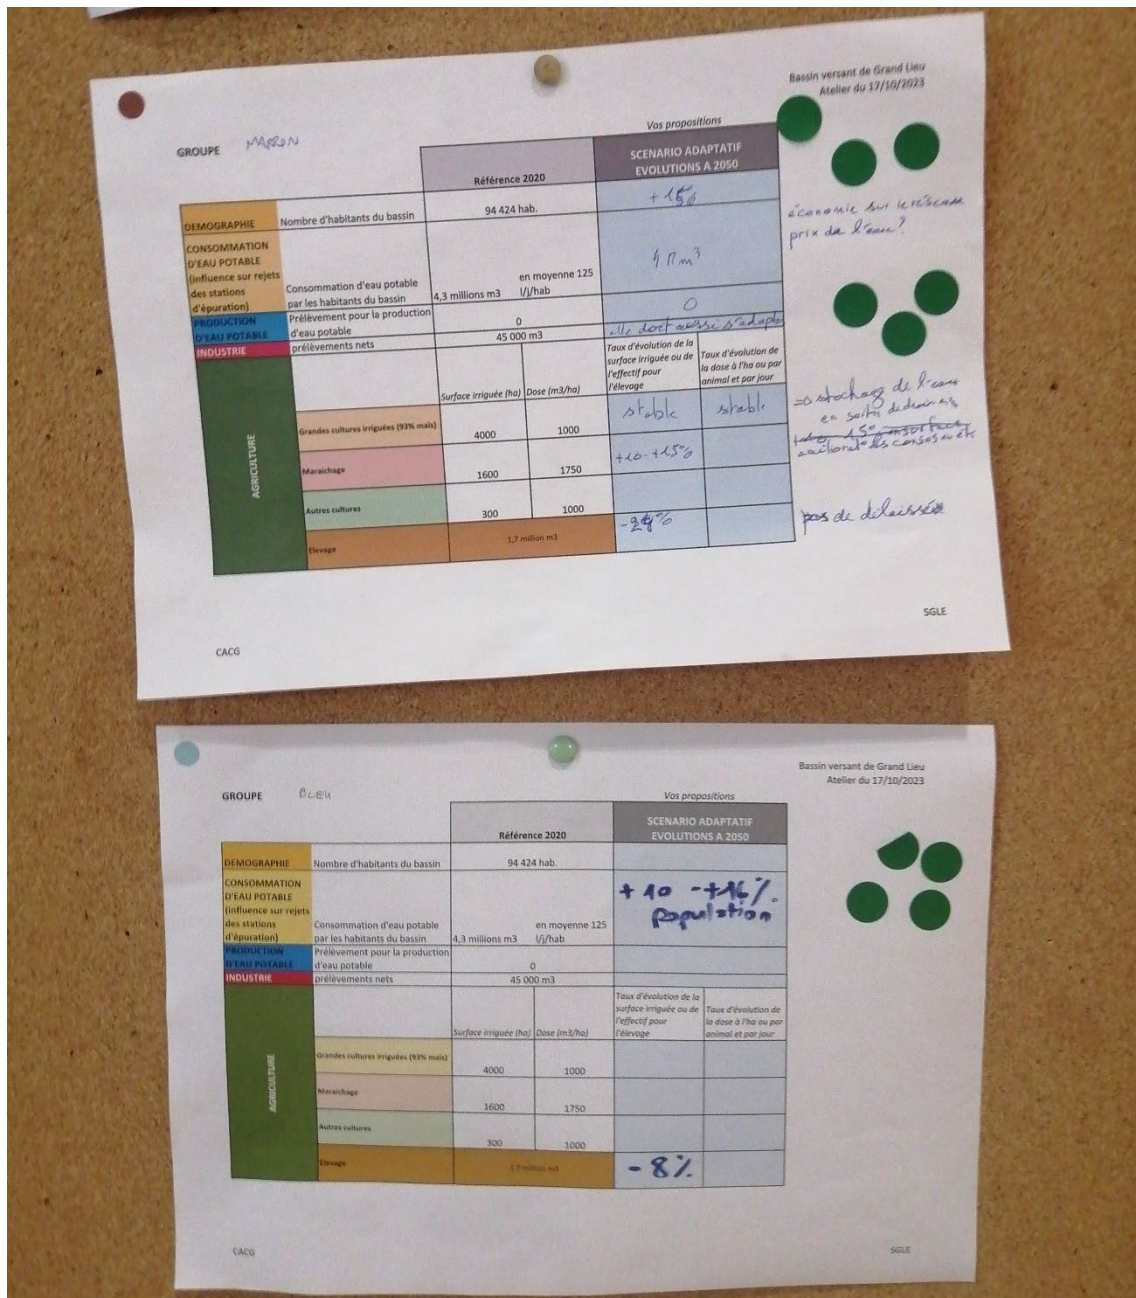 Bassin versant de Grand Lieu
Atelier du 17/10/2023
GROUPE MARRON
Vos propositions
Référence 2020
SCENARIO ADAPTATIF
EVOLUTIONS A 2050
DEMOGRAPHIE Nombre d'habitants du bassin 94 424 hab.
économie sur le réseau
prix de l'eau?
CONSOMMATION
D'EAU POTABLE
(influence sur rejets
des stations
d'épuration)
Consommation d'eau potable
par les habitants du bassin
4,3 millions m3
en moyenne 125
l/j/hab
PRODUCTION
D'EAU POTABLE
Prélèvement pour la production
d'eau potable
0
0
INDUSTRIE prélèvements nets 45 000 m3
doit aussi s'adapter
AGRICULTURE
Surface irriguée (ha) Dose (m3/ha)
Taux d'évolution de la
surface irriguée ou de
l'effectif pour
l'élevage
Taux d'évolution de
la dose à l'ha ou par
animal et par jour
Grandes cultures irriguées (93% maïs) 4000 1000 stable stable
=> stockage de l'eau
en sortie de
Maraichage 1600 1750 +10-+15%
Autres cultures 300 1000
Elevage 1,7 million m3
pas de
CACG
SGLE
Bassin versant de Grand Lieu
Atelier du 17/10/2023
GROUPE BLEU
Vos propositions
Référence 2020
SCENARIO ADAPTATIF
EVOLUTIONS A 2050
DEMOGRAPHIE Nombre d'habitants du bassin 94 424 hab.
CONSOMMATION
D'EAU POTABLE
(influence sur rejets
des stations
d'épuration)
Consommation d'eau potable
par les habitants du bassin
4,3 millions m3
en moyenne 125
l/j/hab
+10 -+16%
population
PRODUCTION
D'EAU POTABLE
Prélèvement pour la production
d'eau potable
0
INDUSTRIE prélèvements nets 45 000 m3
AGRICULTURE
Surface irriguée (ha) Dose (m3/ha)
Taux d'évolution de la
surface irriguée ou de
l'effectif pour
l'élevage
Taux d'évolution de
la dose à l'ha ou par
animal et par jour
Grandes cultures irriguées (93% maïs) 4000 1000
Maraichage 1600 1750
Autres cultures 300 1000
Elevage 1,7 million m3 - 8%
CACG
SGLE